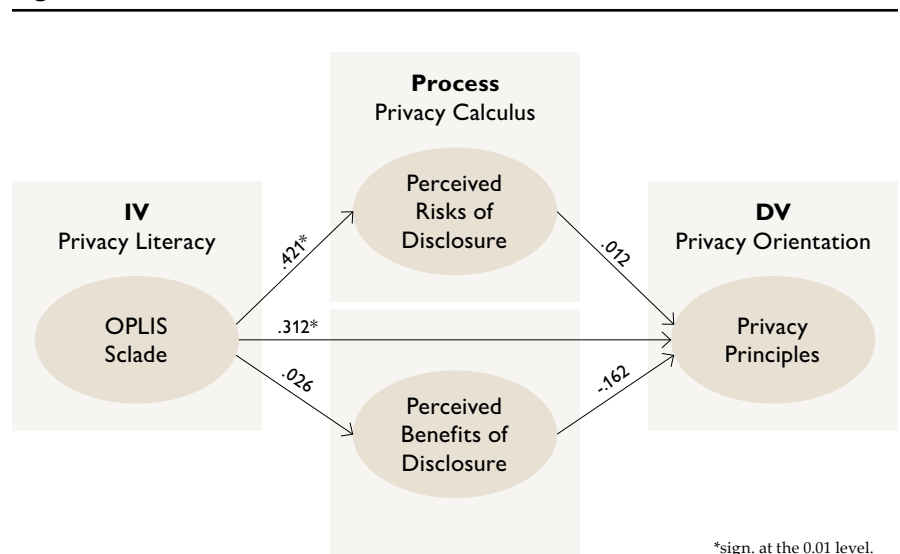 Process
Privacy Calculus
Perceived
Risks of
Disclosure
IV
Privacy Literacy
OPLIS
Sclade
.421*
.312*
.026
.012
-.162
DV
Privacy Orientation
Privacy
Principles
Perceived
Benefits of
Disclosure
*sign. at the 0.01 level.